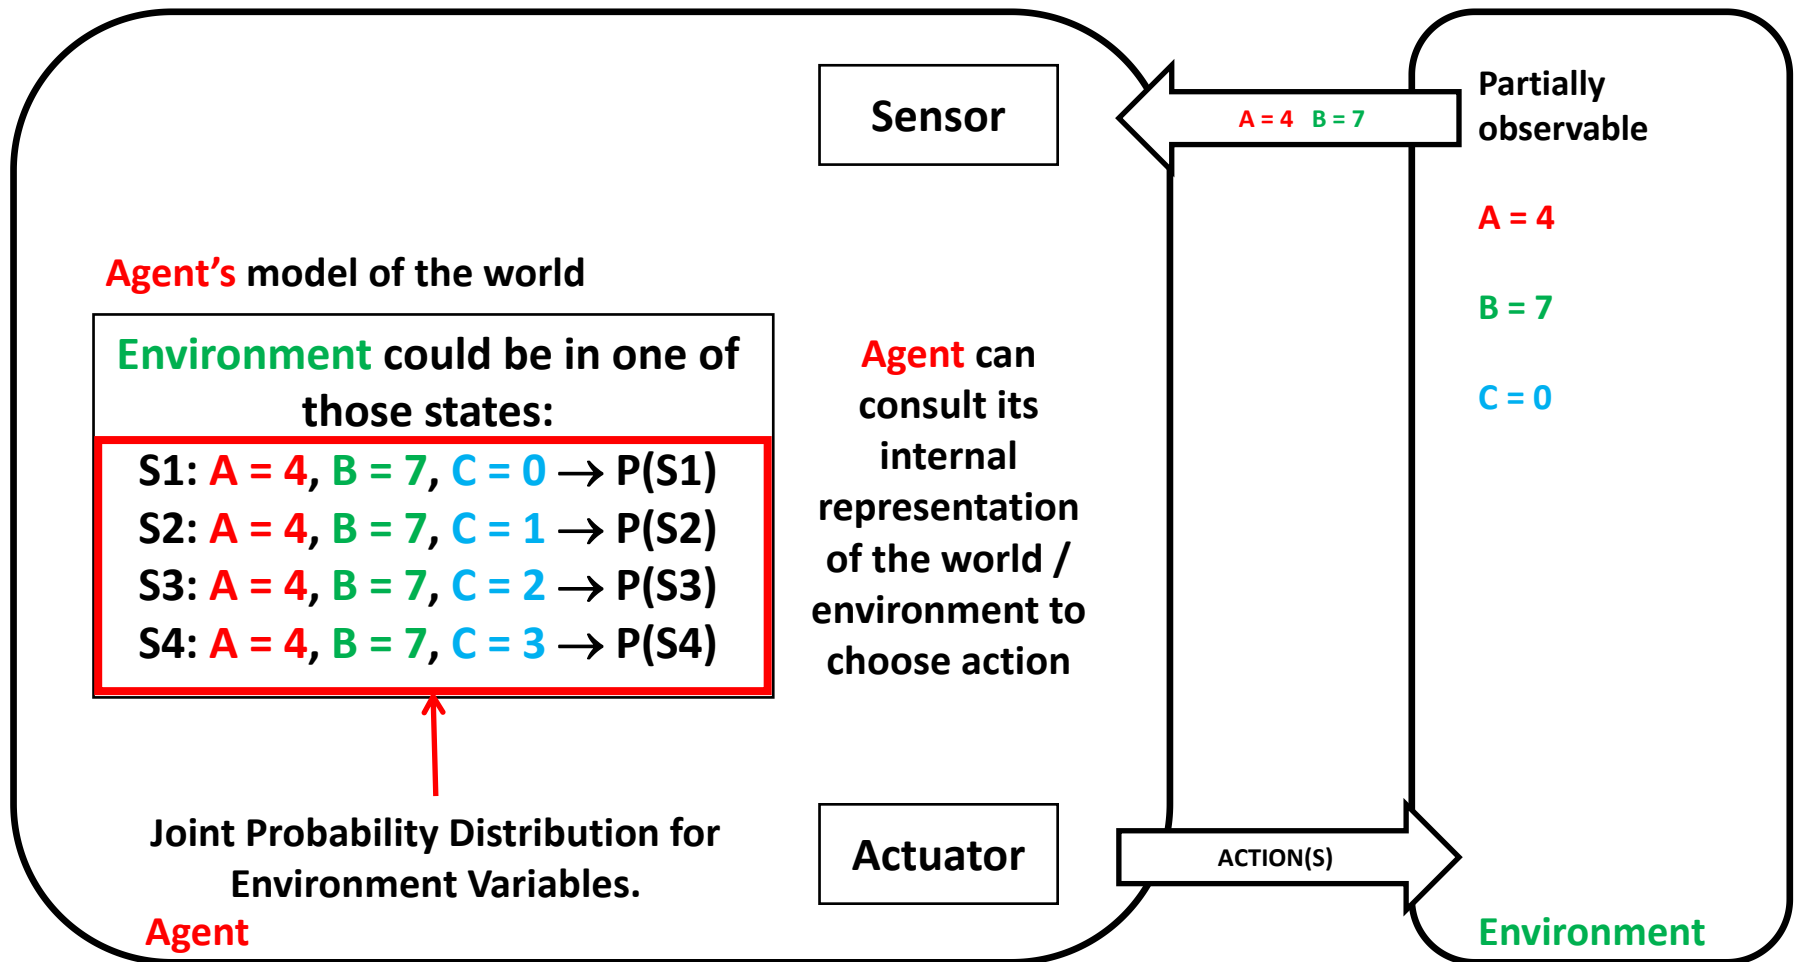 Sensor
A = 4 B = 7
Partially
observable
A = 4
B = 7
C = 0
Agent’s model of the world
Environment could be in one of
those states:
S1: A = 4, B = 7, C = 0 → P(S1)
S2: A = 4, B = 7, C = 1 → P(S2)
S3: A = 4, B = 7, C = 2 → P(S3)
S4: A = 4, B = 7, C = 3 → P(S4)
Agent can
consult its
internal
representation
of the world /
environment to
choose action
Joint Probability Distribution for
Environment Variables.
Actuator
ACTION(S)
Agent
Environment